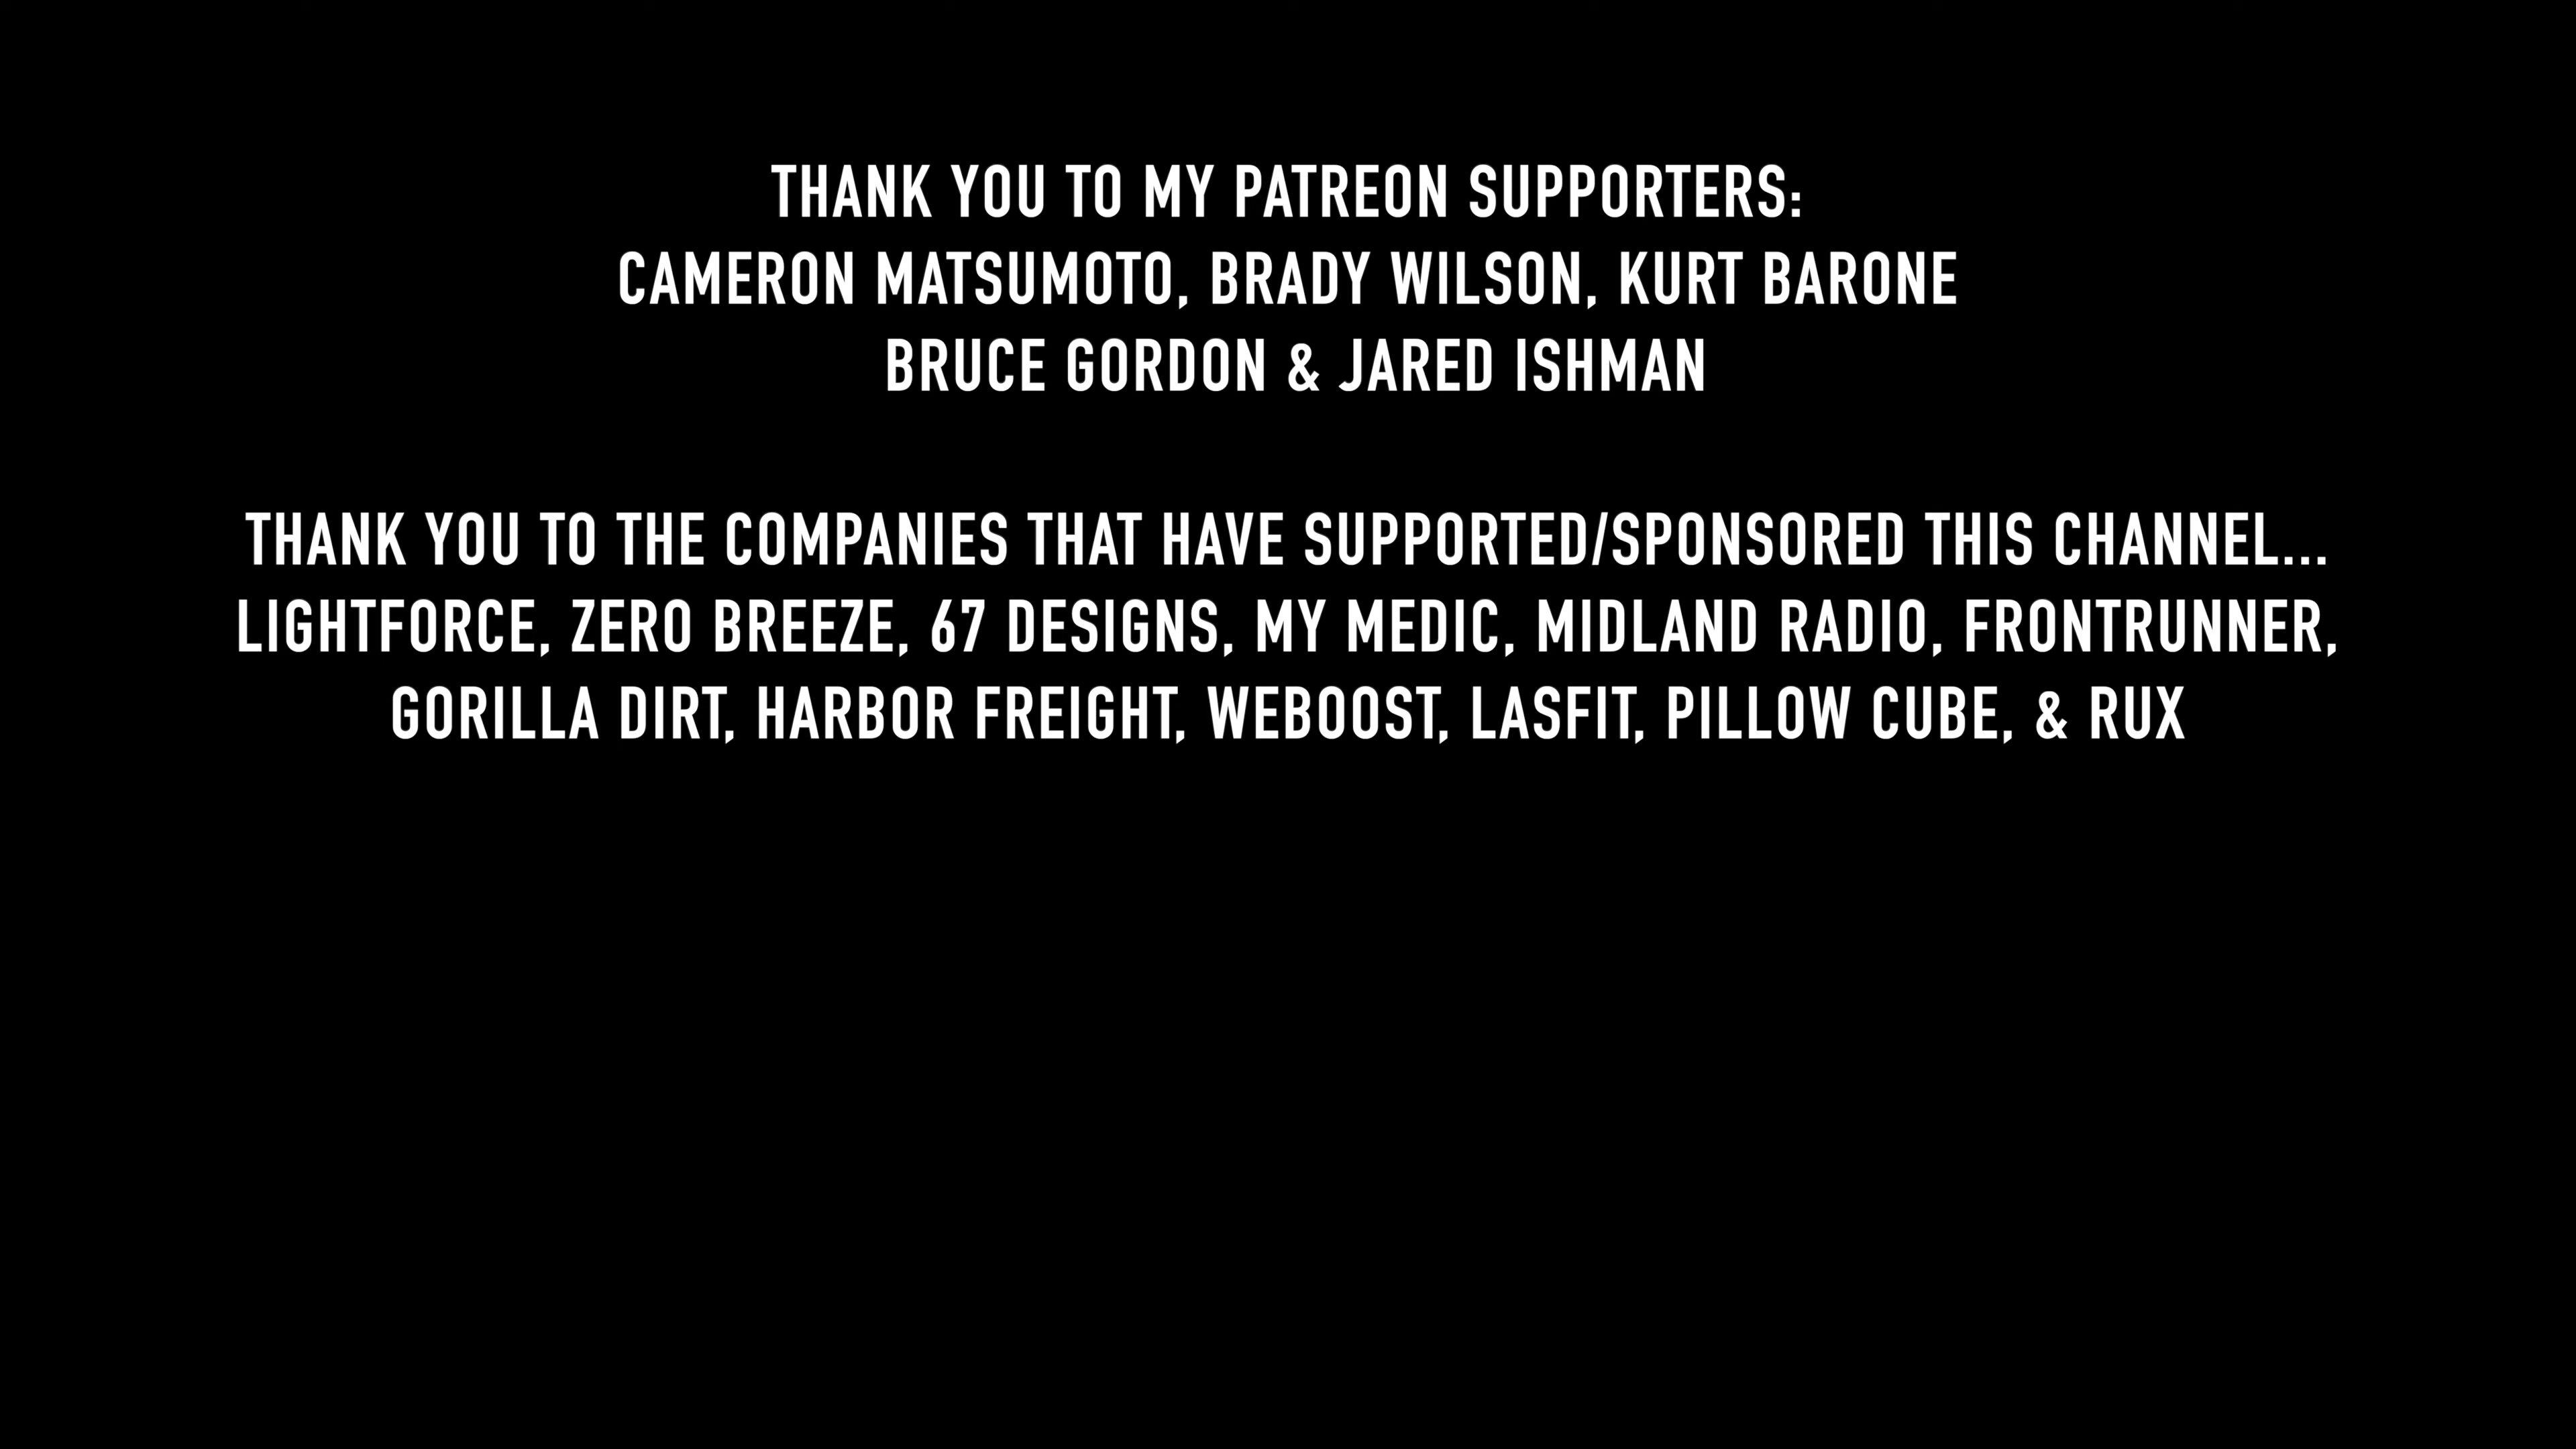 THANK YOU TO MY PATREON SUPPORTERS:
CAMERON MATSUMOTO, BRADY WILSON, KURT BARONE
BRUCE GORDON & JARED ISHMAN
THANK YOU TO THE COMPANIES THAT HAVE SUPPORTED/SPONSORED THIS CHANNEL...
LIGHTFORCE, ZERO BREEZE, 67 DESIGNS, MY MEDIC, MIDLAND RADIO, FRONTRUNNER,
GORILLA DIRT, HARBOR FREIGHT, WEBOOST, LASFIT, PILLOW CUBE, & RUX